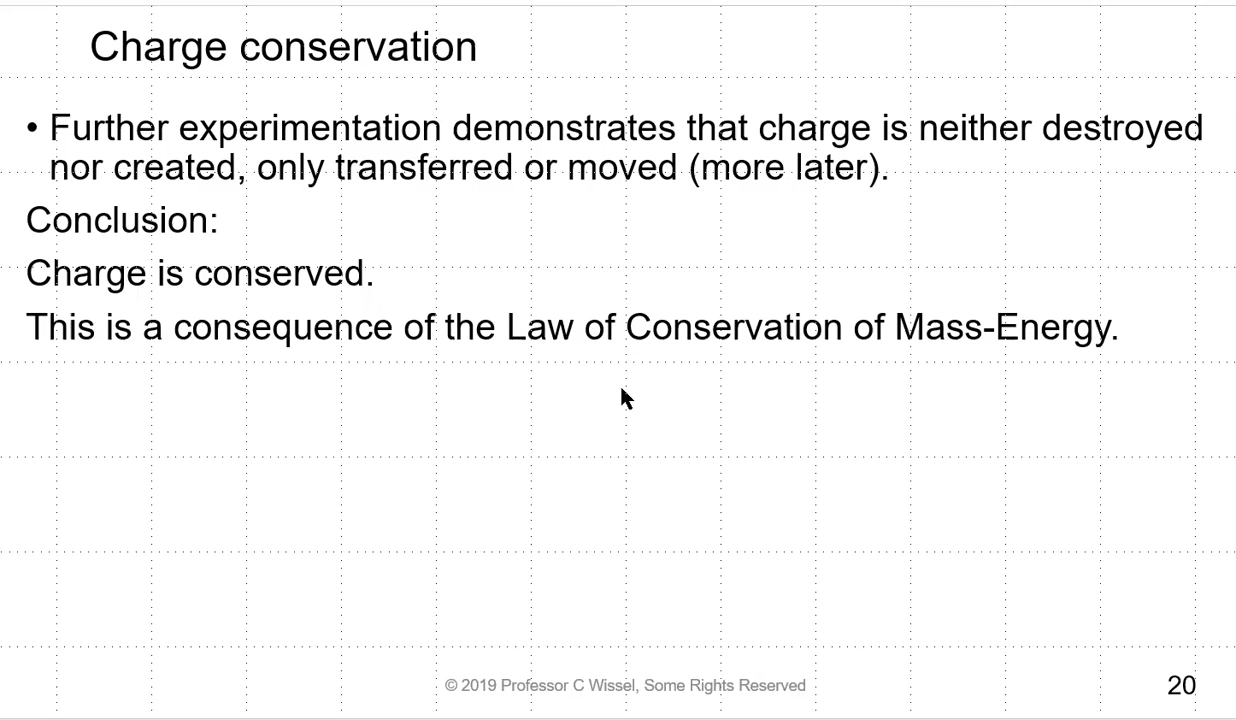 Charge conservation
• Further experimentation demonstrates that charge is neither destroyed
nor created, only transferred or moved (more later).
Conclusion:
Charge is conserved.
This is a consequence of the Law of Conservation of Mass-Energy.
© 2019 Professor C Wissel, Some Rights Reserved
20